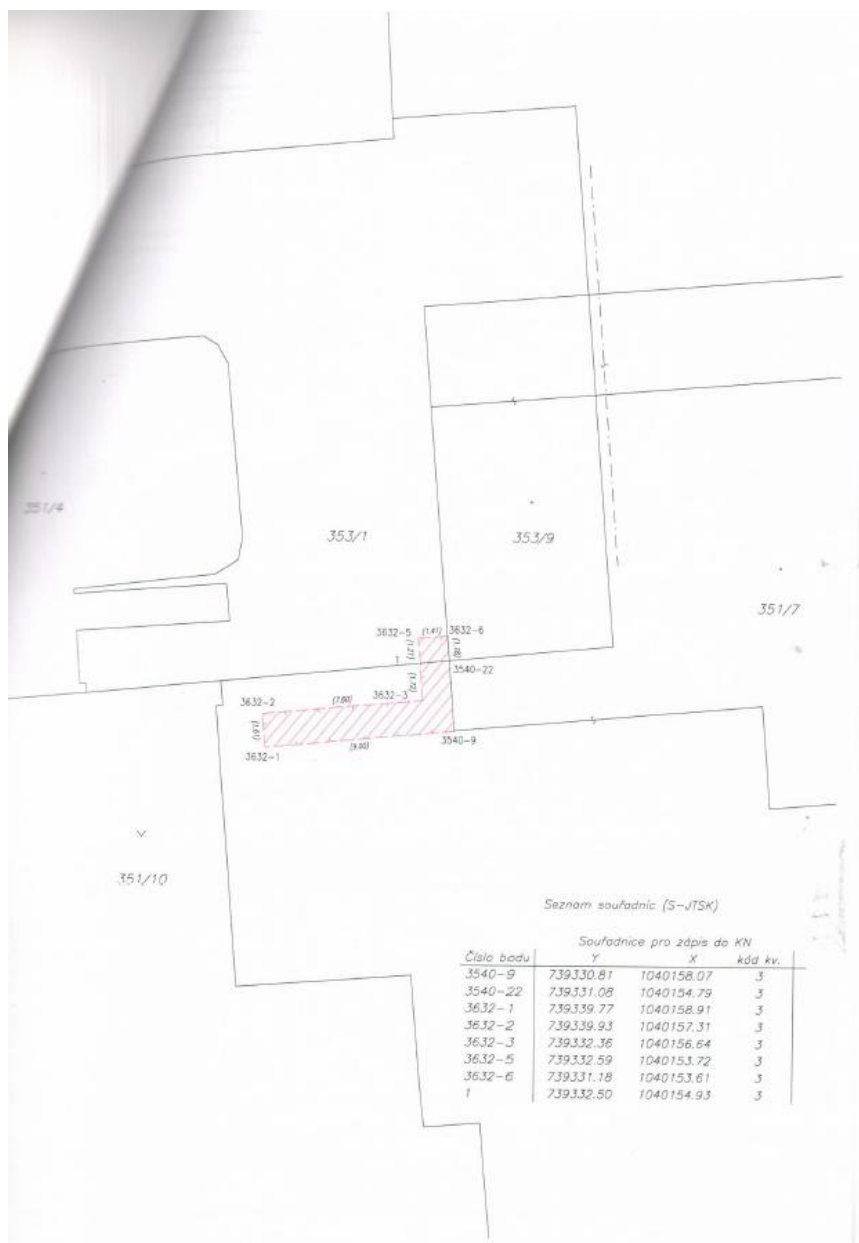 351/4
353/1
353/9
351/7
3632-5 (1.41) 3632-6
(1.21) (1.18)
1
3540-22
(1.72)
3632-2 (7.60) 3632-3
(1.61)
3632-1 (9.00) 3540-9
351/10
Seznam souřadnic (S-JTSK)
Souřadnice pro zápis do KN
Číslo bodu Y X kód kv.
3540-9 739330.81 1040158.07 3
3540-22 739331.08 1040154.79 3
3632-1 739339.77 1040158.91 3
3632-2 739339.93 1040157.31 3
3632-3 739332.36 1040156.64 3
3632-5 739332.59 1040153.72 3
3632-6 739331.18 1040153.61 3
1 739332.50 1040154.93 3